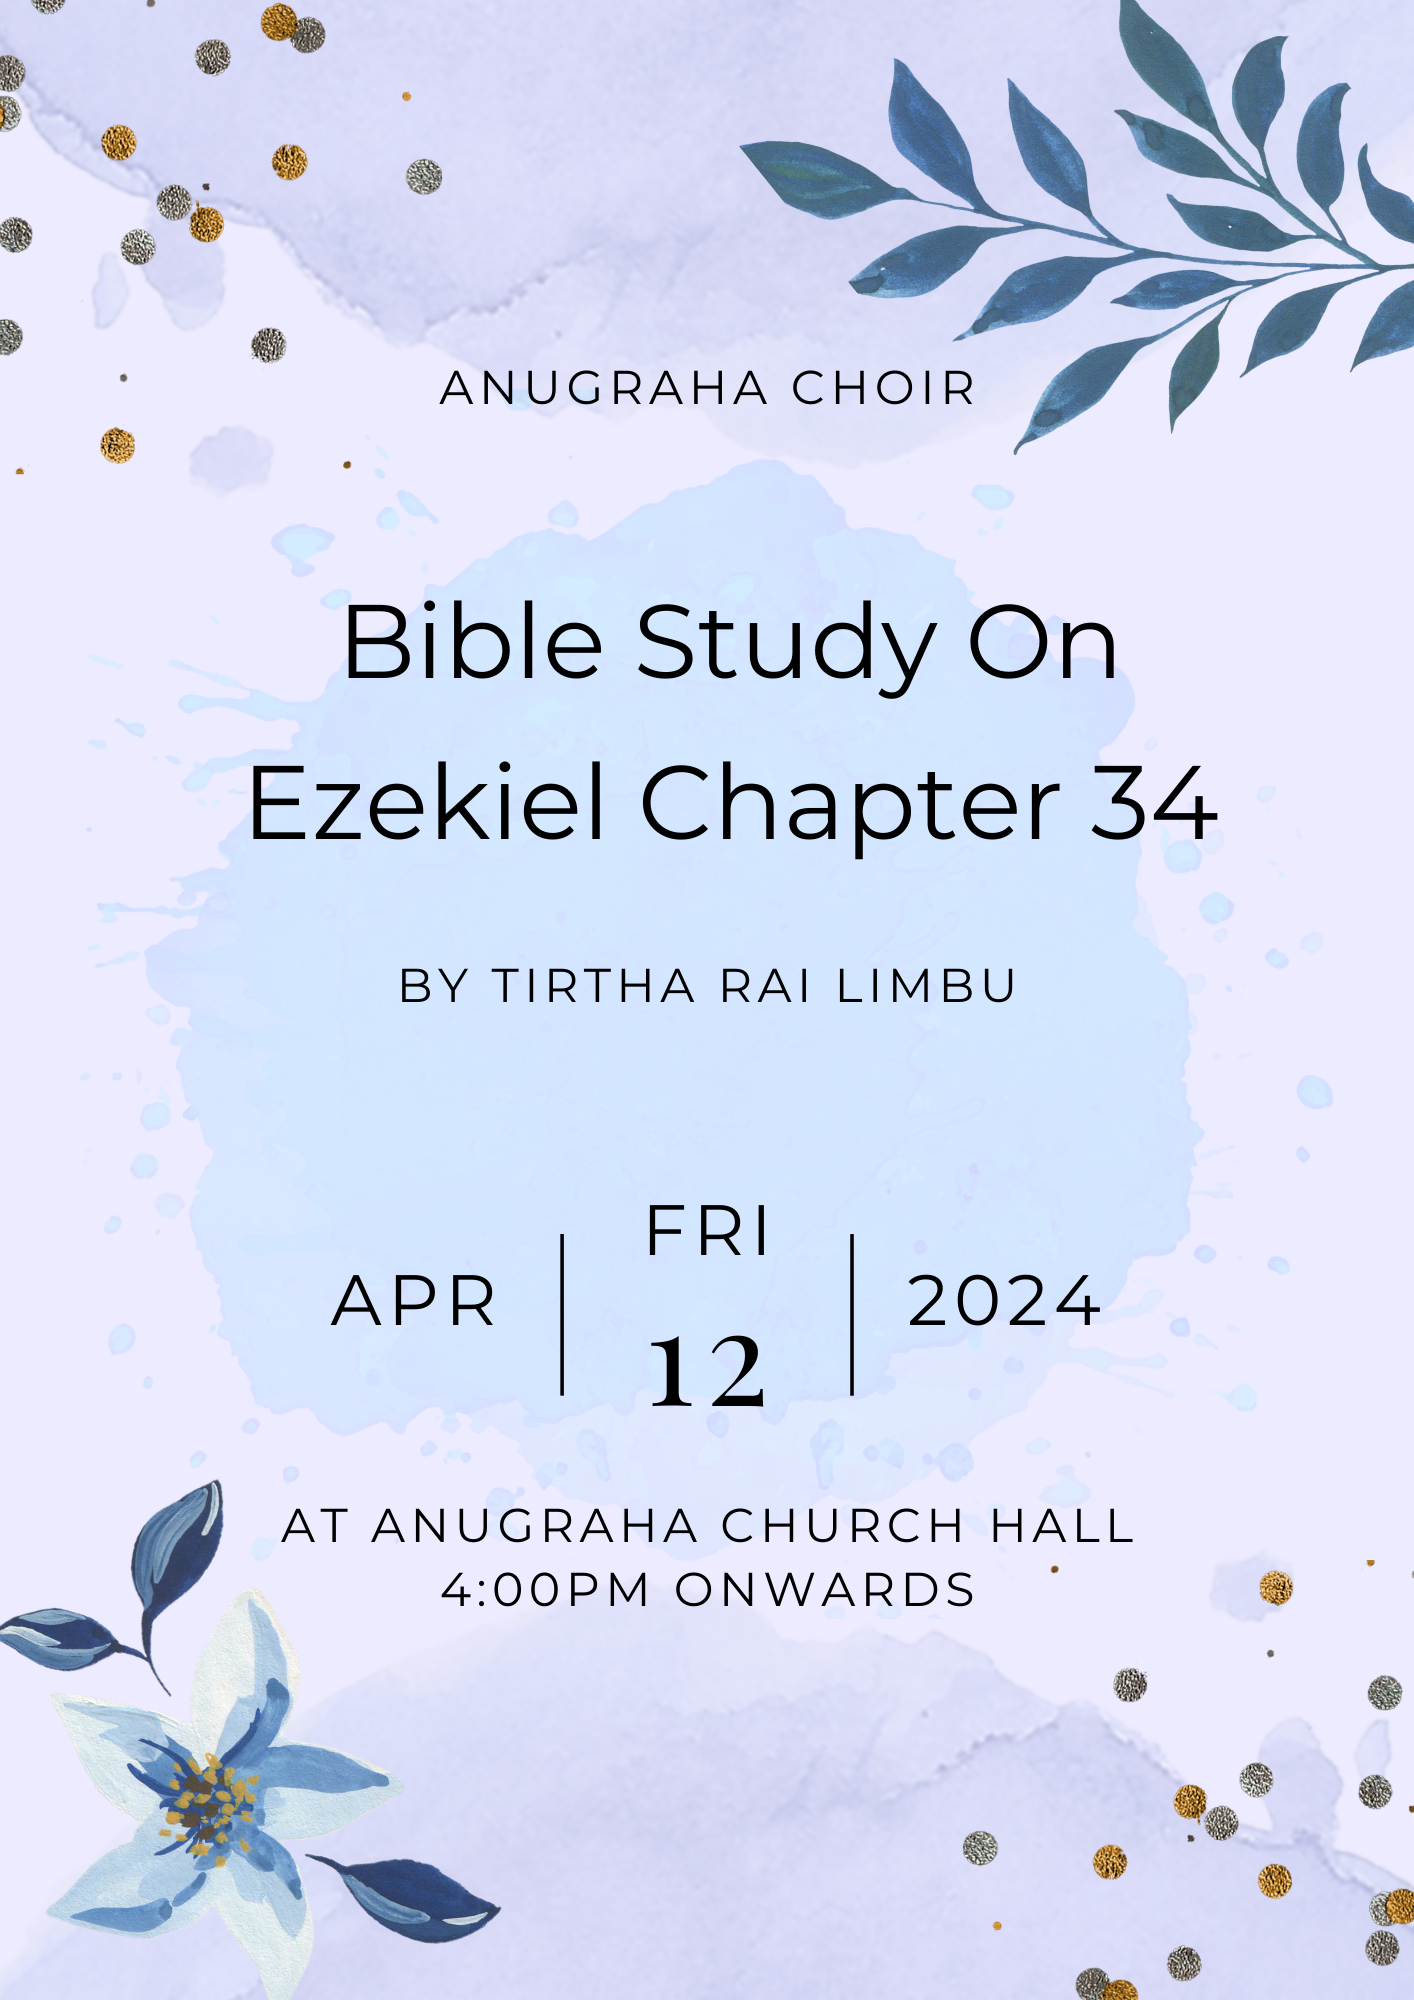 ANUGRAHA CHOIR
Bible Study On
Ezekiel Chapter 34
BY TIRTHA RAI LIMBU
FRI
APR 12 2024
AT ANUGRAHA CHURCH HALL
4:00PM ONWARDS